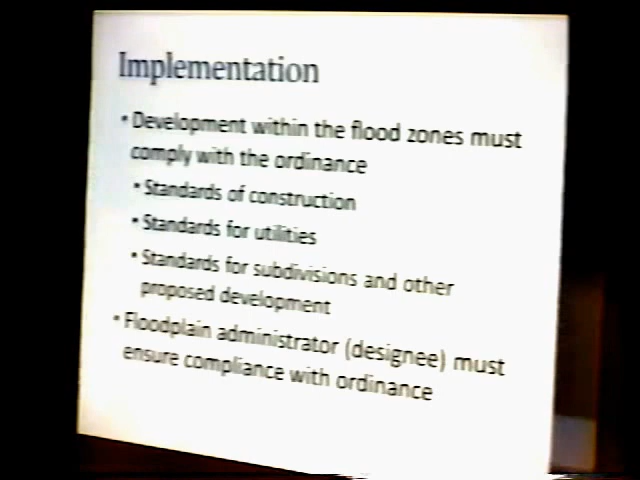 Implementation
• Development within the flood zones must
comply with the ordinance
• Standards of construction
• Standards for utilities
• Standards for subdivisions and other
proposed development
• Floodplain administrator (designee) must
ensure compliance with ordinance